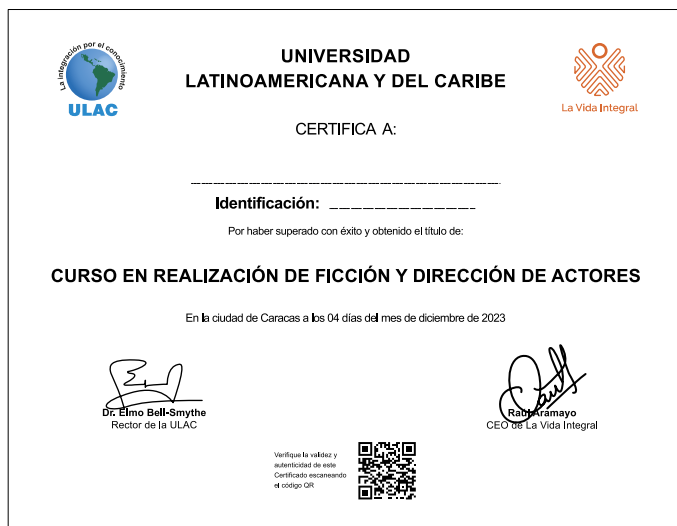 La integración por el conocimiento
ULAC
UNIVERSIDAD
LATINOAMERICANA Y DEL CARIBE
La Vida Integral
CERTIFICA A:
Identificación:
Por haber superado con éxito y obtenido el título de:
CURSO EN REALIZACIÓN DE FICCIÓN Y DIRECCIÓN DE ACTORES
En la ciudad de Caracas a los 04 días del mes de diciembre de 2023
Dr. Elmo Bell-Smythe
Rector de la ULAC
Raúl Aramayo
CEO de La Vida Integral
Verifique la validez y
autenticidad de este
Certificado escaneando
el código QR